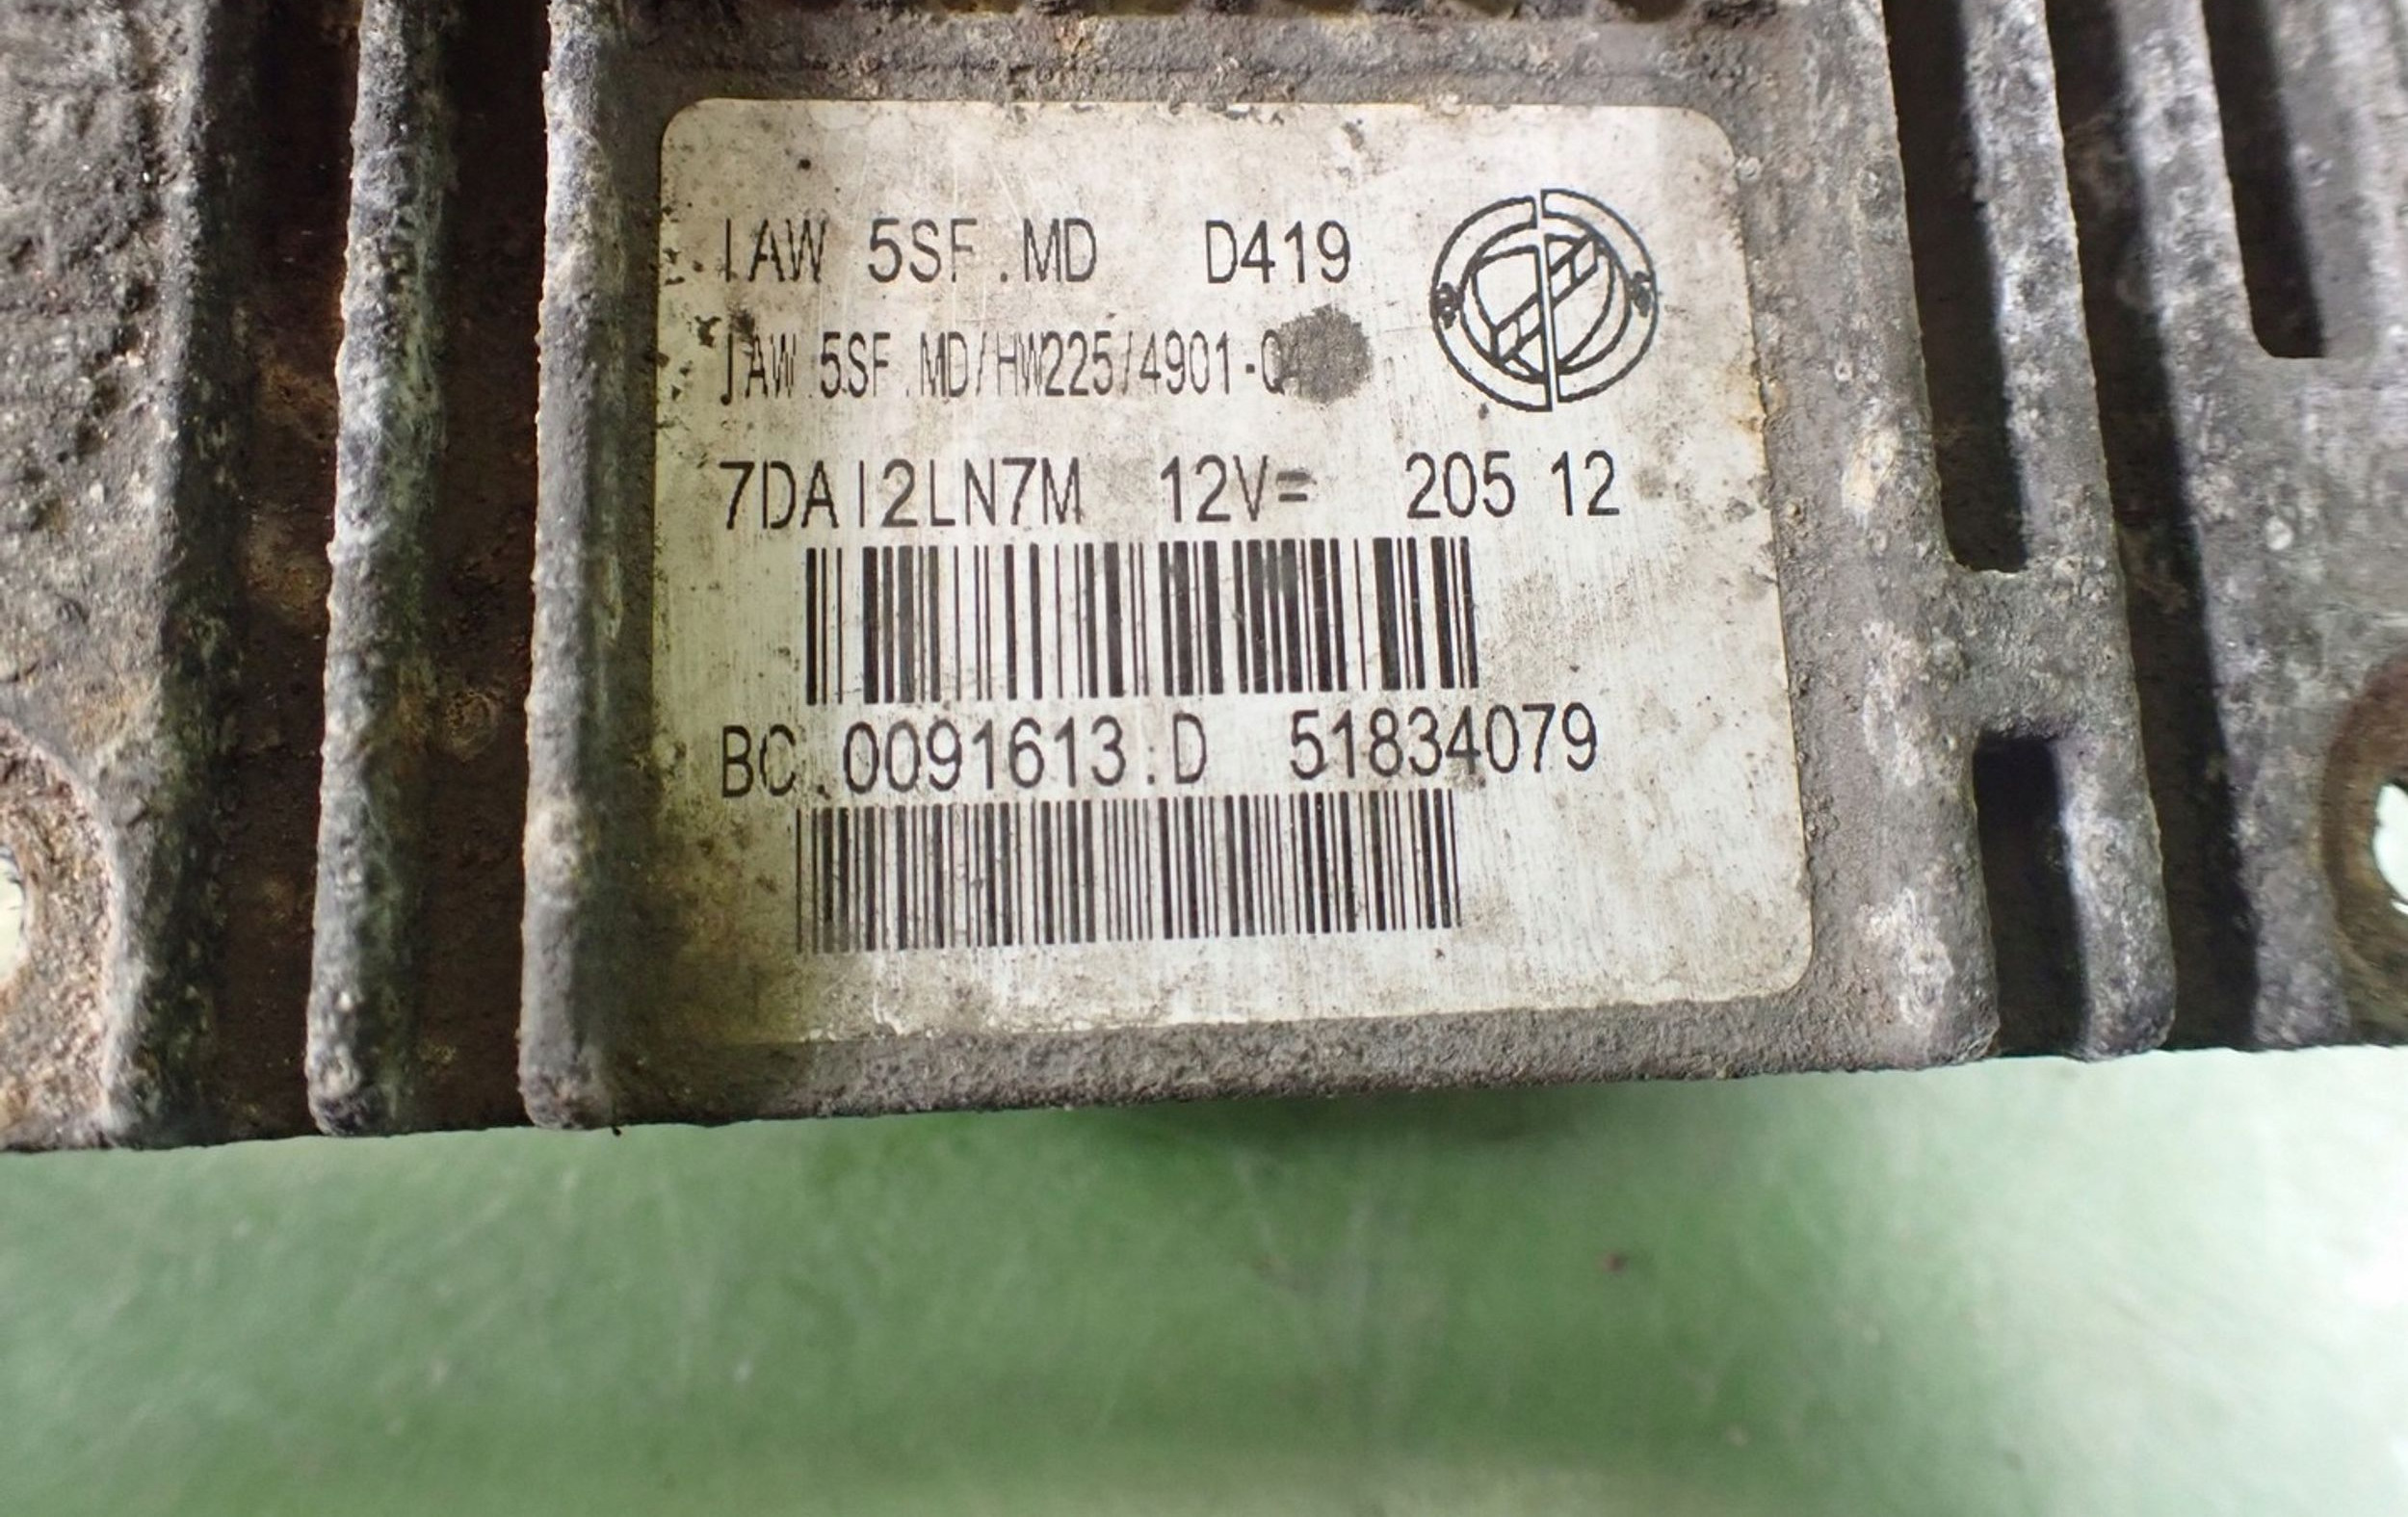 IAW 5SF.MD D419
IAW 5SF.MD/HW225/4901-
7DAI2LN7M 12V= 205 12
BC.0091613.D 51834079